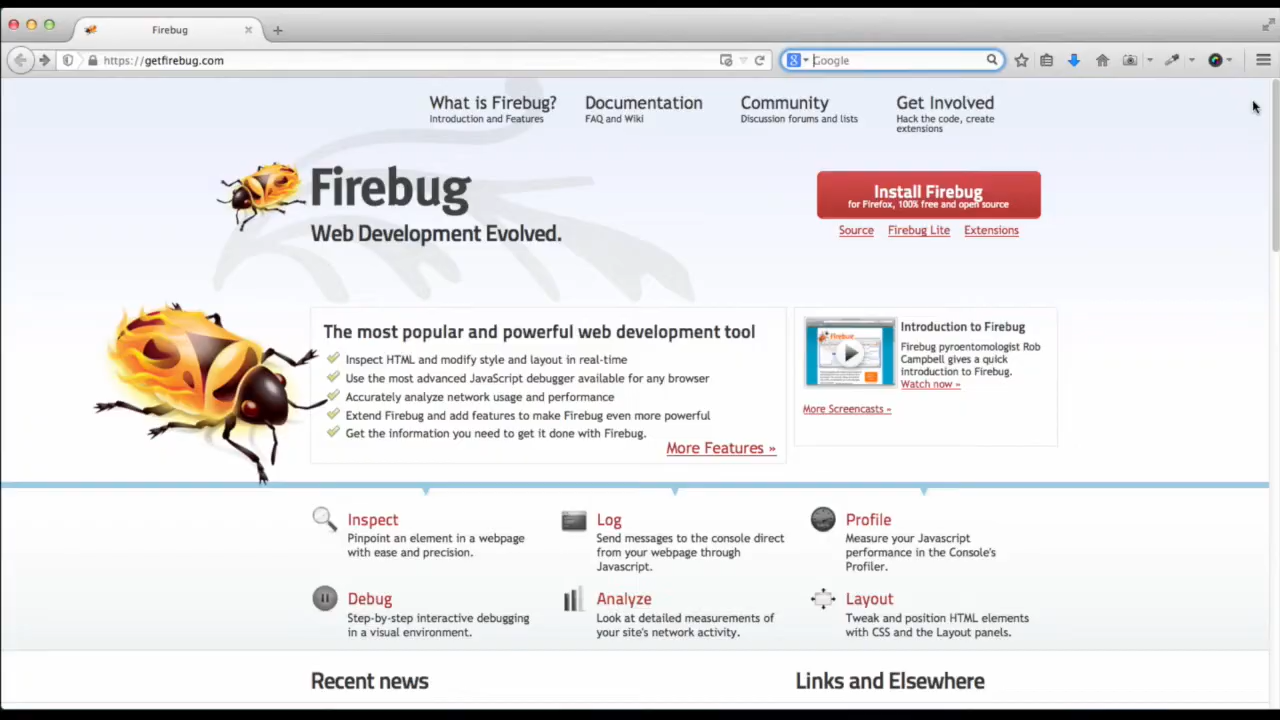 Firebug
https://getfirebug.com
Google
What is Firebug?
Introduction and Features
Documentation
FAQ and Wiki
Community
Discussion forums and lists
Get Involved
Hack the code, create
extensions
Firebug
Web Development Evolved.
Install Firebug
for Firefox, 100% free and open source
Source
Firebug Lite
Extensions
The most popular and powerful web development tool
Inspect HTML and modify style and layout in real-time
Use the most advanced JavaScript debugger available for any browser
Accurately analyze network usage and performance
Extend Firebug and add features to make Firebug even more powerful
Get the information you need to get it done with Firebug.
More Features »
Introduction to Firebug
Firebug pyroentomologist Rob
Campbell gives a quick
introduction to Firebug.
Watch now »
More Screencasts »
Inspect
Pinpoint an element in a webpage
with ease and precision.
Log
Send messages to the console direct
from your webpage through
Javascript.
Profile
Measure your Javascript
performance in the Console's
Profiler.
Debug
Step-by-step interactive debugging
in a visual environment.
Analyze
Look at detailed measurements of
your site's network activity.
Layout
Tweak and position HTML elements
with CSS and the Layout panels.
Recent news
Links and Elsewhere